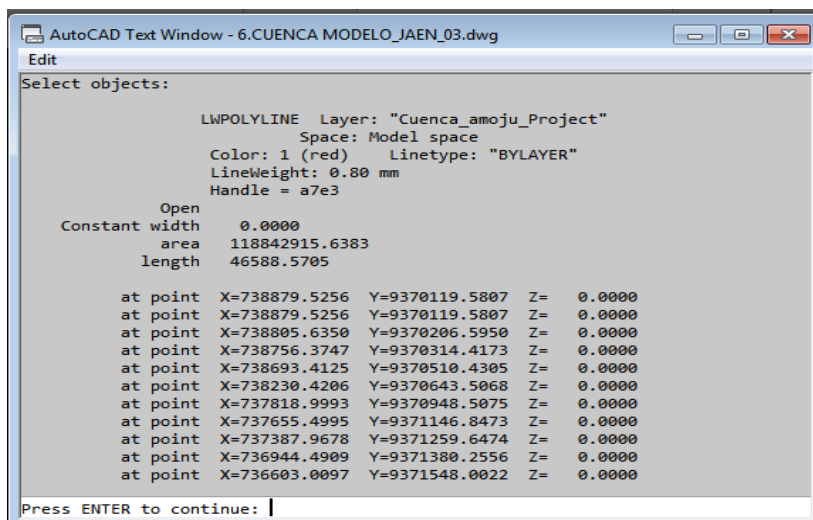 AutoCAD Text Window - 6.CUENCA MODELO_JAEN_03.dwg
Edit
Select objects:
LWPOLYLINE Layer: "Cuenca_amoju_Project"
Space: Model space
Color: 1 (red) Linetype: "BYLAYER"
LineWeight: 0.80 mm
Handle = a7e3
Open
Constant width 0.0000
area 118842915.6383
length 46588.5705
at point X=738879.5256 Y=9370119.5807 Z= 0.0000
at point X=738879.5256 Y=9370119.5807 Z= 0.0000
at point X=738805.6350 Y=9370206.5950 Z= 0.0000
at point X=738756.3747 Y=9370314.4173 Z= 0.0000
at point X=738693.4125 Y=9370510.4305 Z= 0.0000
at point X=738230.4206 Y=9370643.5068 Z= 0.0000
at point X=737818.9993 Y=9370948.5075 Z= 0.0000
at point X=737655.4995 Y=9371146.8473 Z= 0.0000
at point X=737387.9678 Y=9371259.6474 Z= 0.0000
at point X=736944.4909 Y=9371380.2556 Z= 0.0000
at point X=736603.0097 Y=9371548.0022 Z= 0.0000
Press ENTER to continue: